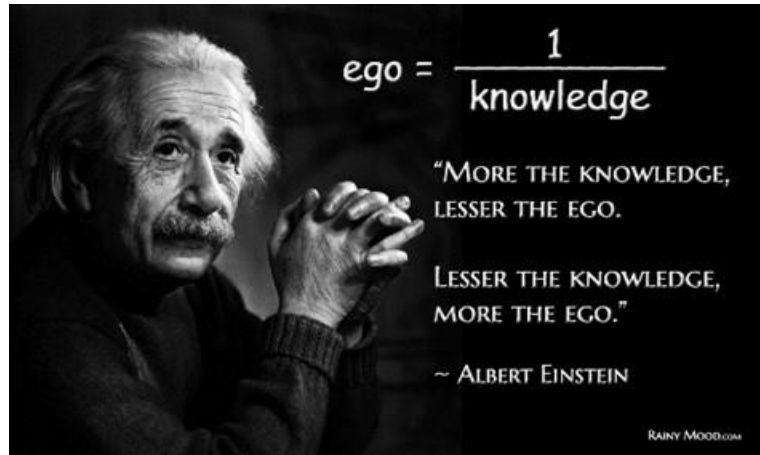 ego = 1 / knowledge
“More the knowledge,
lesser the ego.
Lesser the knowledge,
more the ego.”
~ Albert Einstein
Rainy Mood.com